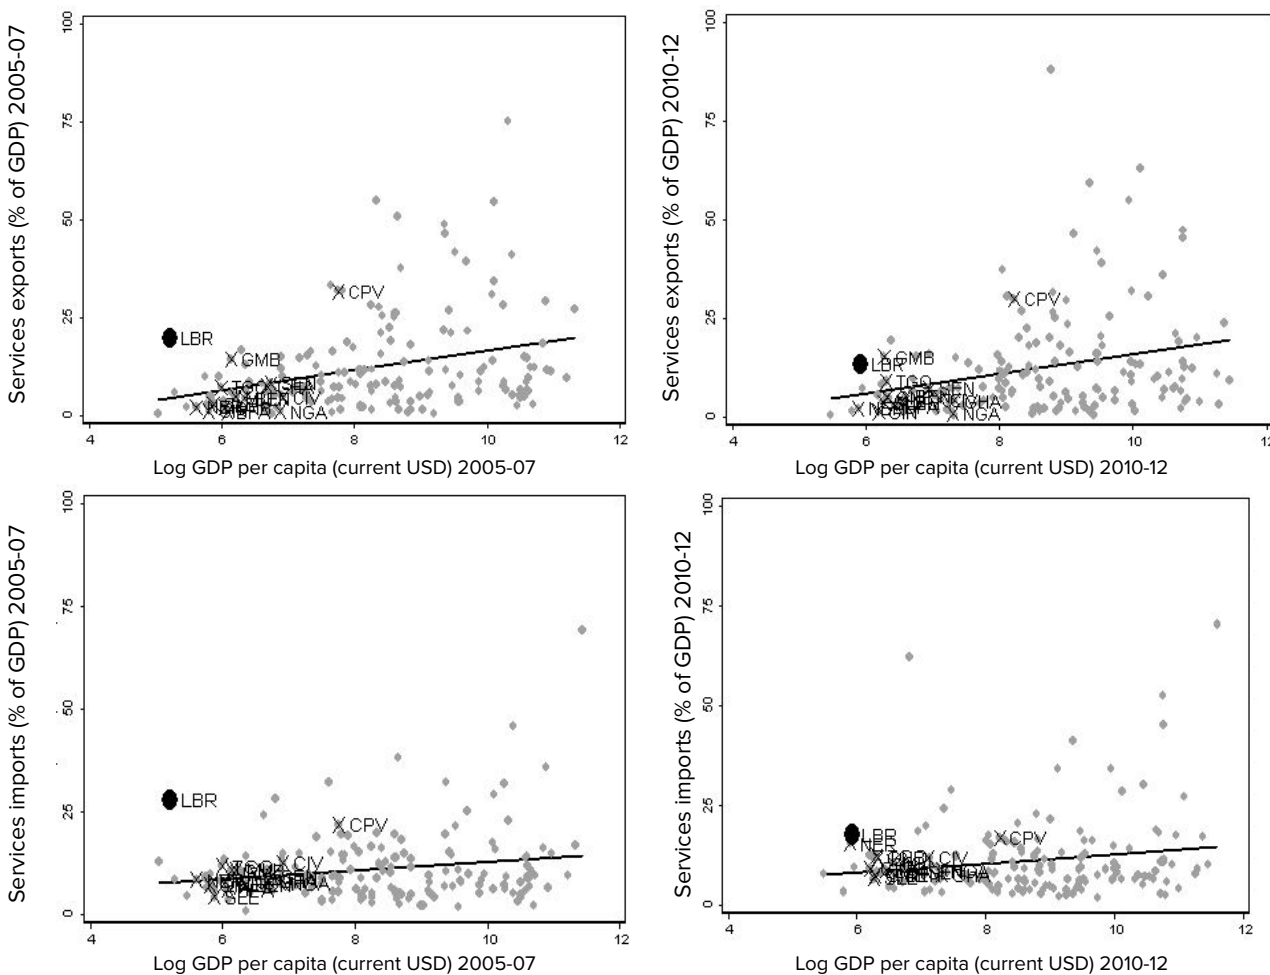 Services exports (% of GDP) 2005-07
100
75
50
25
0
CPV
LBR
GMB
NGA
4
6
8
10
12
Log GDP per capita (current USD) 2005-07
Services exports (% of GDP) 2010-12
100
75
50
25
0
CPV
GMB
LBR
TGO
GHA
GIN
NGA
4
6
8
10
12
Log GDP per capita (current USD) 2010-12
Services imports (% of GDP) 2005-07
100
75
50
25
0
LBR
CPV
CIV
SLE
4
6
8
10
12
Log GDP per capita (current USD) 2005-07
Services imports (% of GDP) 2010-12
100
75
50
25
0
LBR
CPV
NER
CIV
SLE
4
6
8
10
12
Log GDP per capita (current USD) 2010-12